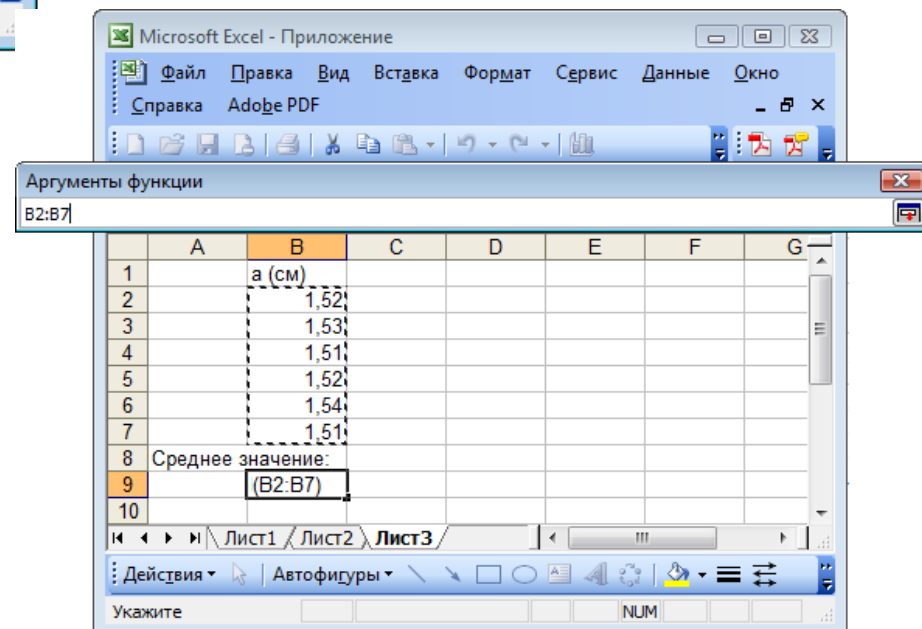 Microsoft Excel - Приложение
Файл Правка Вид Вставка Формат Сервис Данные Окно
Справка Adobe PDF
Аргументы функции
B2:B7
A B C D E F G
1 a (см)
2 1,52
3 1,53
4 1,51
5 1,52
6 1,54
7 1,51
8 Среднее значение:
9 (B2:B7)
10
Лист1 Лист2 Лист3
Действия Автофигуры
Укажите NUM